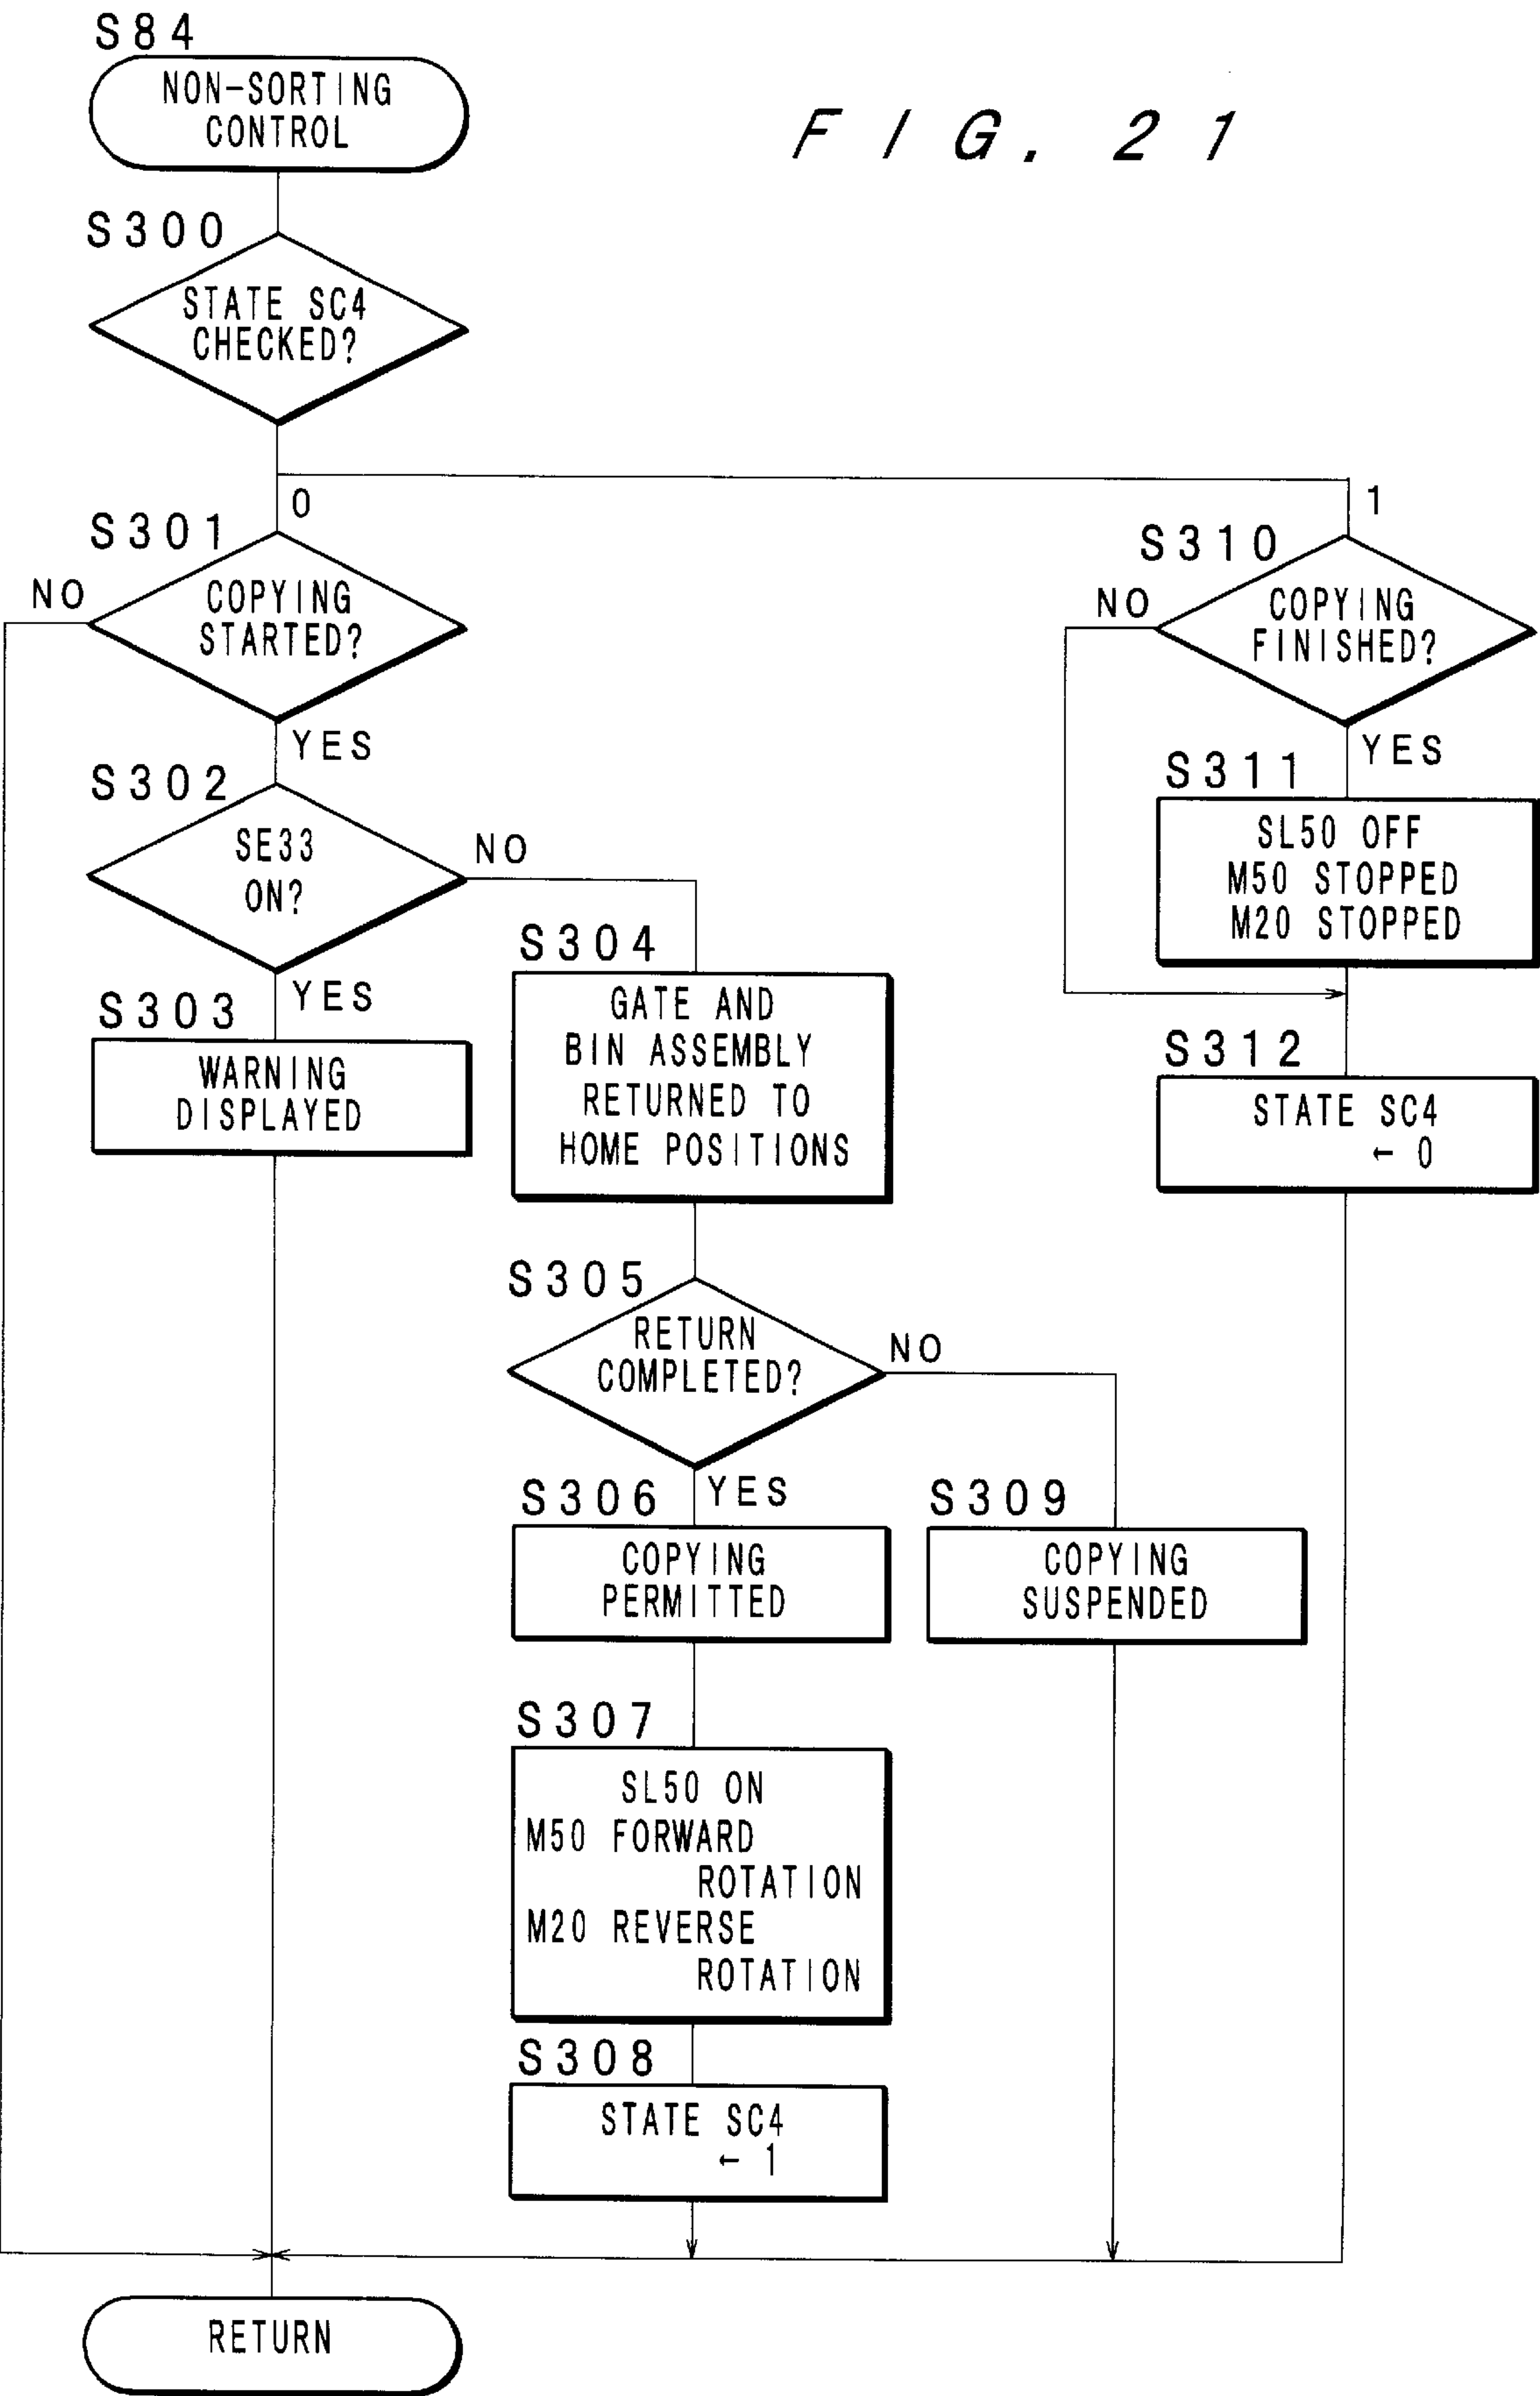 S84
NON-SORTING
CONTROL
FIG. 21
S300
STATE SC4
CHECKED?
0
1
S301
NO
COPYING
STARTED?
YES
S310
NO
COPYING
FINISHED?
YES
S302
SE33
ON?
NO
YES
S311
SL50 OFF
M50 STOPPED
M20 STOPPED
S303
WARNING
DISPLAYED
S304
GATE AND
BIN ASSEMBLY
RETURNED TO
HOME POSITIONS
S312
STATE SC4
← 0
S305
RETURN
COMPLETED?
NO
YES
S306
COPYING
PERMITTED
S309
COPYING
SUSPENDED
S307
SL50 ON
M50 FORWARD
ROTATION
M20 REVERSE
ROTATION
S308
STATE SC4
← 1
RETURN